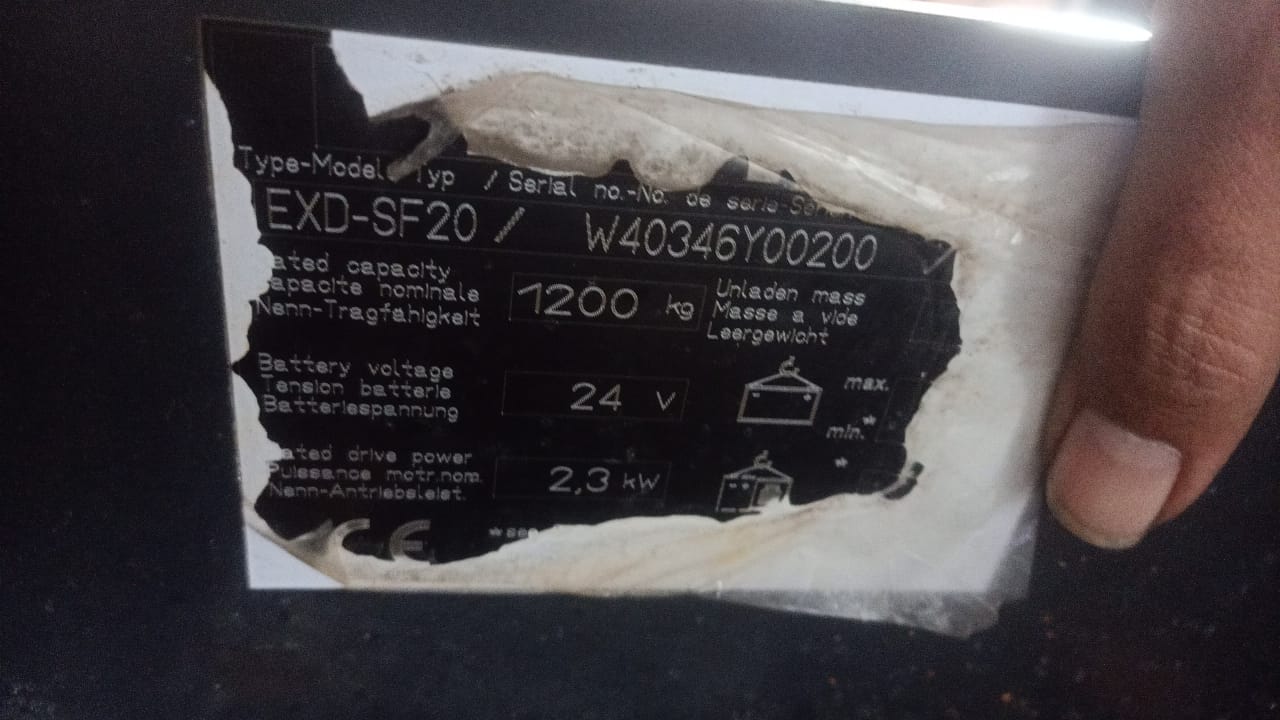 Type-Model Typ / Serial no.-No. de serie-
EXD-SF20 / W40346Y00200 /
ated capacity
apacite nominale
Nenn-Tragfähigkeit
1200 kg
Unladen mass
Masse a vide
Leergewicht
Battery voltage
Tension batterie
Batteriespannung
24 V
max.
min. *
*
ated drive power
Puissance motr.nom.
Nenn-Antriebsleist.
2,3 kW
CE
* see